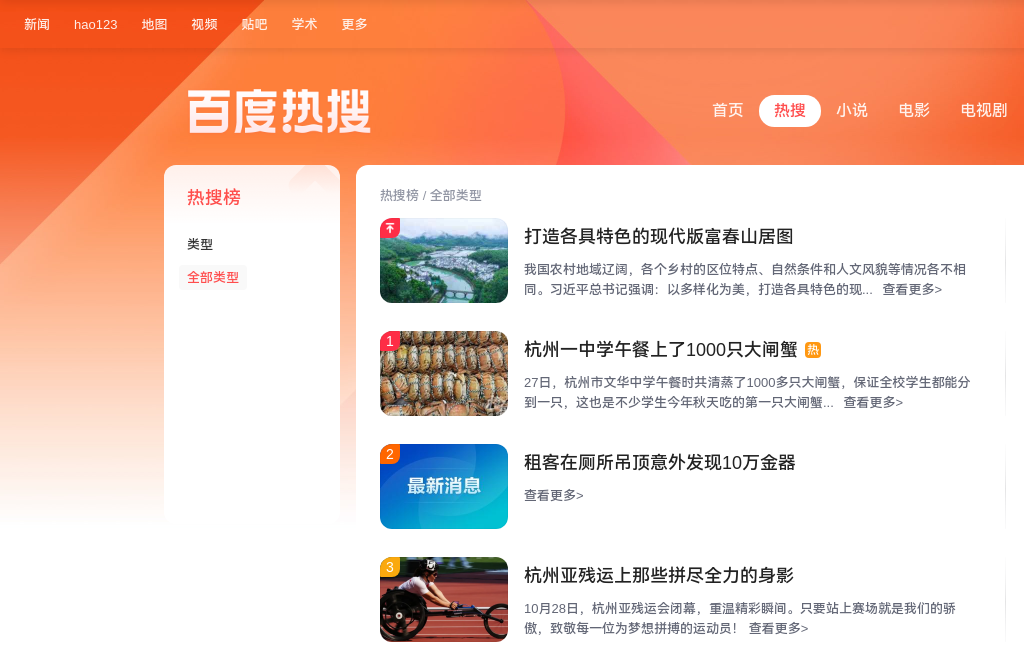 新闻 hao123 地图 视频 贴吧 学术 更多
百度热搜
首页 热搜 小说 电影 电视剧
热搜榜
类型
全部类型
热搜榜 / 全部类型
打造各具特色的现代版富春山居图
我国农村地域辽阔，各个乡村的区位特点、自然条件和人文风貌等情况各不相
同。习近平总书记强调：以多样化为美，打造各具特色的现... 查看更多>
1
杭州一中学午餐上了1000只大闸蟹 热
27日，杭州市文华中学午餐时共清蒸了1000多只大闸蟹，保证全校学生都能分
到一只，这也是不少学生今年秋天吃的第一只大闸蟹... 查看更多>
2
最新消息
租客在厕所吊顶意外发现10万金器
查看更多>
3
杭州亚残运上那些拼尽全力的身影
10月28日，杭州亚残运会闭幕，重温精彩瞬间。只要站上赛场就是我们的骄
傲，致敬每一位为梦想拼搏的运动员！ 查看更多>